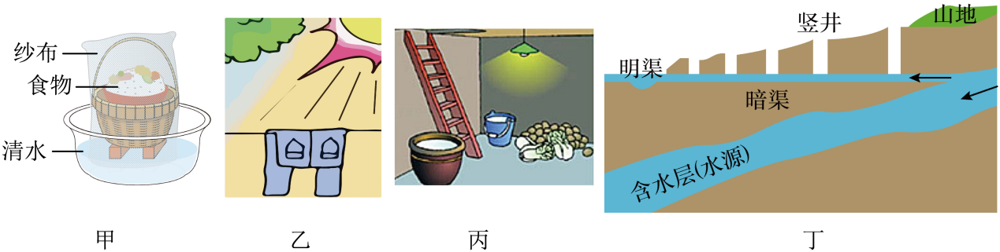 纱布
食物
清水
甲
乙
丙
竖井
山地
明渠
暗渠
含水层(水源)
丁